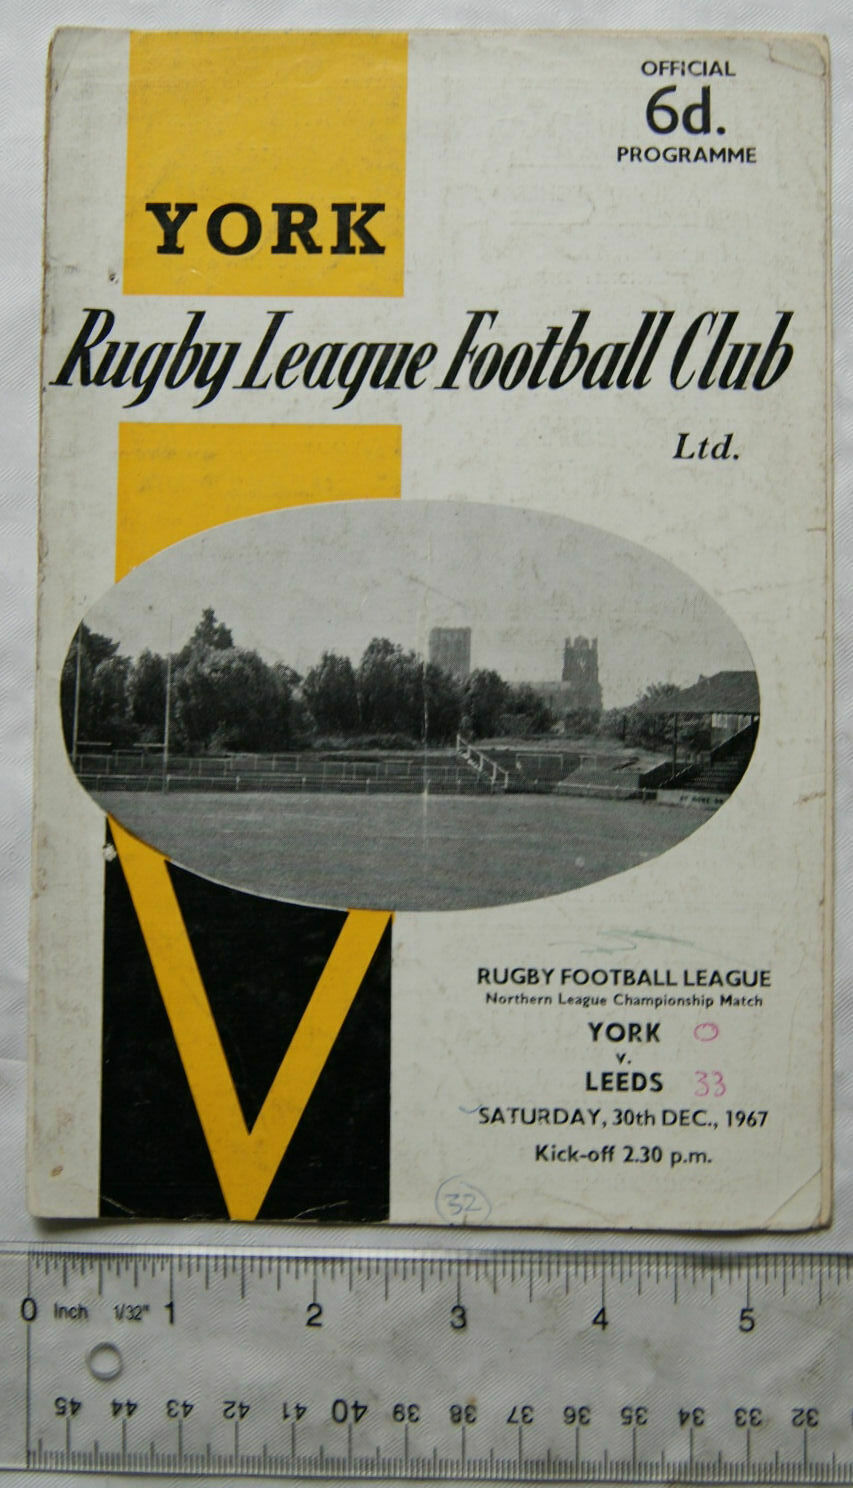 OFFICIAL
6d.
PROGRAMME
YORK
Rugby League Football Club
Ltd.
RUGBY FOOTBALL LEAGUE
Northern League Championship Match
YORK 0
v.
LEEDS 33
SATURDAY, 30th DEC., 1967
Kick-off 2.30 p.m.
32
0 Inch 1/32" 1 2 3 4 5
45 44 43 42 41 40 39 38 37 36 35 34 33 32